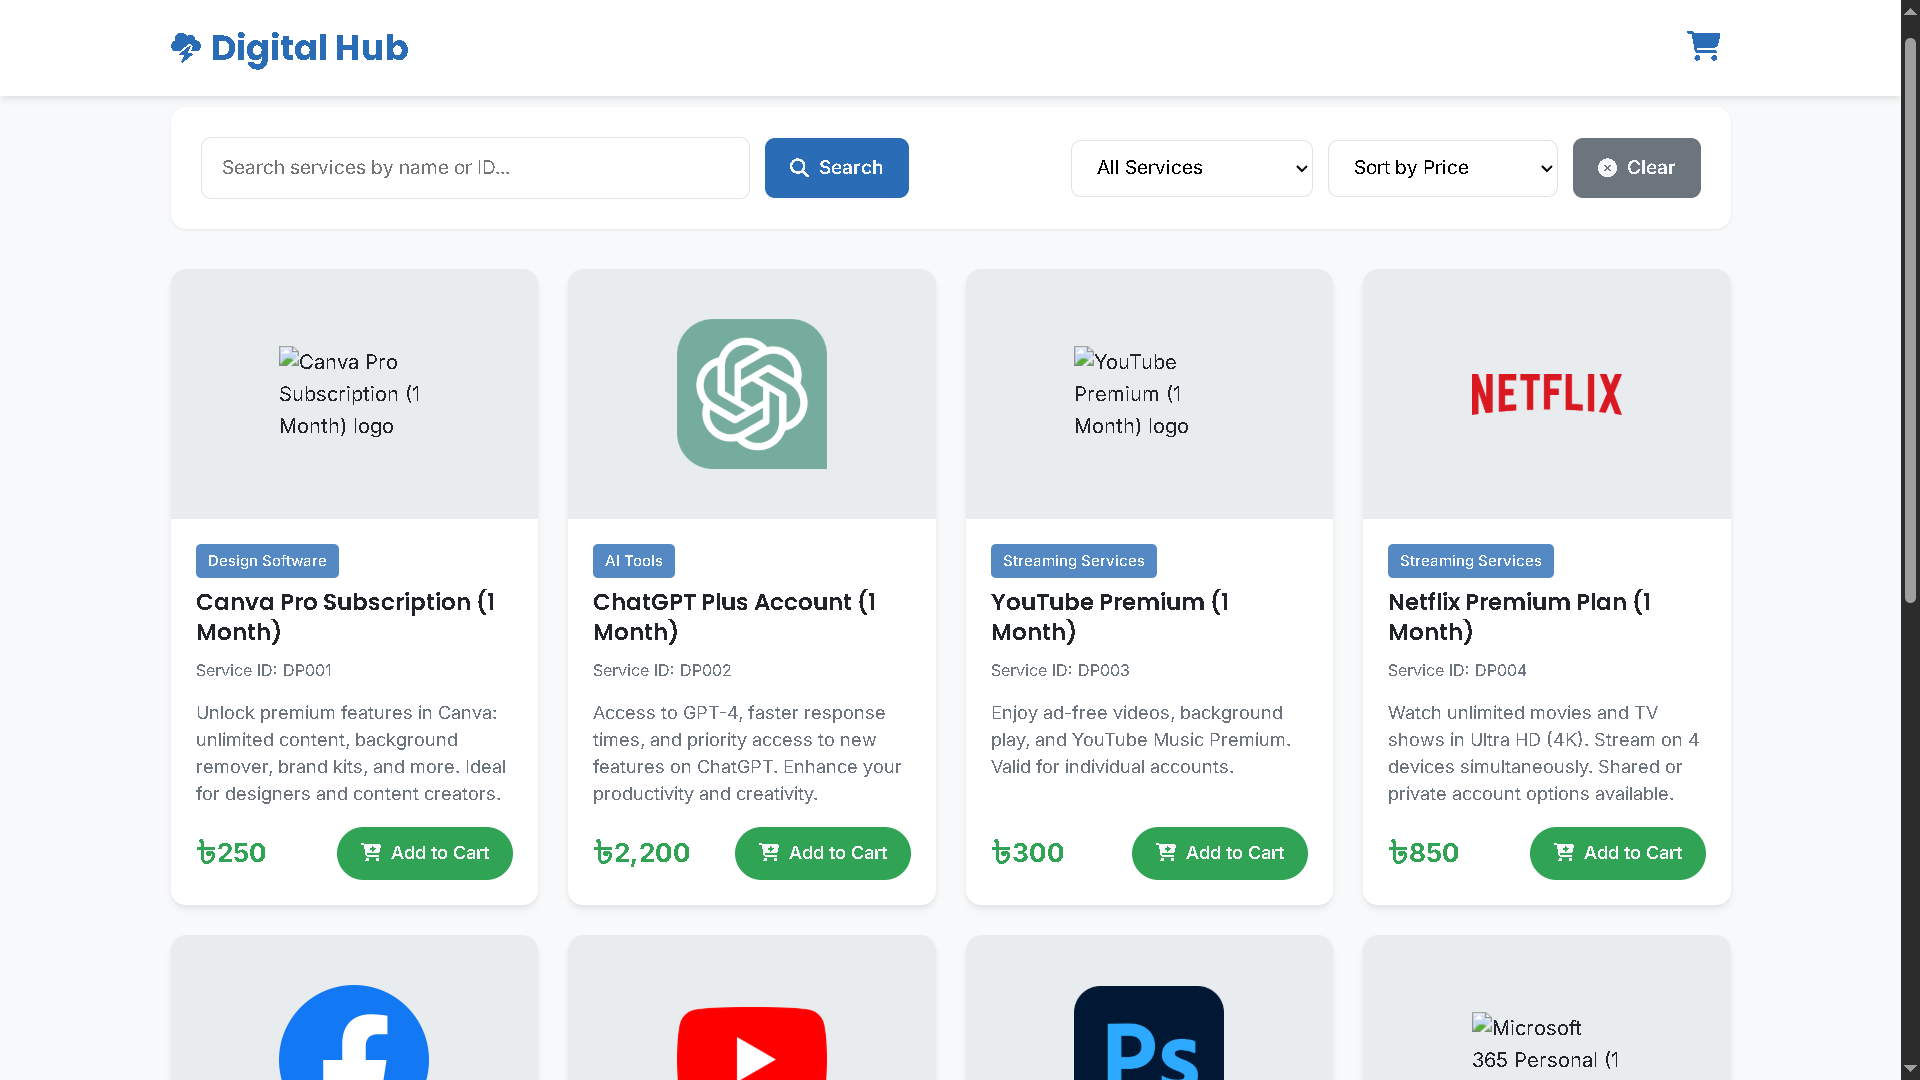 Digital Hub
Search services by name or ID...
Search
All Services
Sort by Price
Clear
Canva Pro
Subscription (1
Month) logo
YouTube
Premium (1
Month) logo
NETFLIX
Design Software
Canva Pro Subscription (1
Month)
Service ID: DP001
Unlock premium features in Canva:
unlimited content, background
remover, brand kits, and more. Ideal
for designers and content creators.
৳250
Add to Cart
AI Tools
ChatGPT Plus Account (1
Month)
Service ID: DP002
Access to GPT-4, faster response
times, and priority access to new
features on ChatGPT. Enhance your
productivity and creativity.
৳2,200
Add to Cart
Streaming Services
YouTube Premium (1
Month)
Service ID: DP003
Enjoy ad-free videos, background
play, and YouTube Music Premium.
Valid for individual accounts.
৳300
Add to Cart
Streaming Services
Netflix Premium Plan (1
Month)
Service ID: DP004
Watch unlimited movies and TV
shows in Ultra HD (4K). Stream on 4
devices simultaneously. Shared or
private account options available.
৳850
Add to Cart
Ps
Microsoft
365 Personal (1